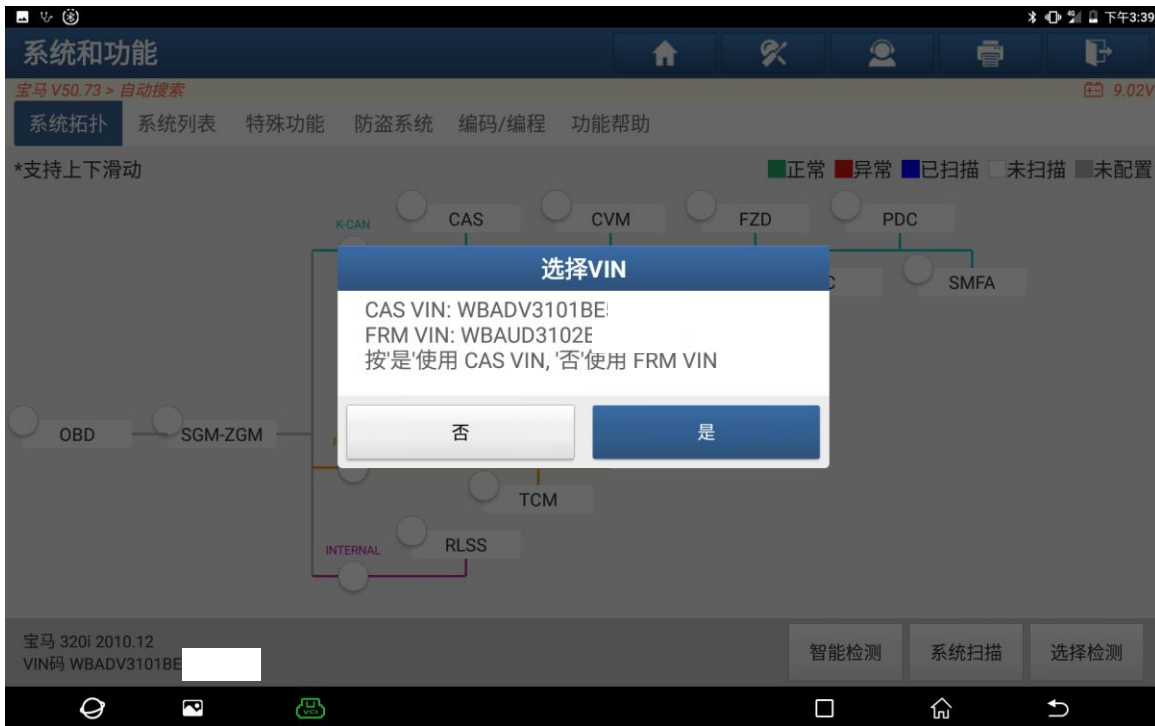 下午3:39
系统和功能
宝马 V50.73 > 自动搜索
9.02V
系统拓扑 系统列表 特殊功能 防盗系统 编码/编程 功能帮助
*支持上下滑动
正常 异常 已扫描 未扫描 未配置
K-CAN CAS CVM FZD PDC
选择VIN
C SMFA
CAS VIN: WBADV3101BE
FRM VIN: WBAUD3102E
按'是'使用 CAS VIN, '否'使用 FRM VIN
否 是
OBD SGM-ZGM
TCM
INTERNAL RLSS
宝马 320i 2010.12
VIN码 WBADV3101BE
智能检测 系统扫描 选择检测
VCI